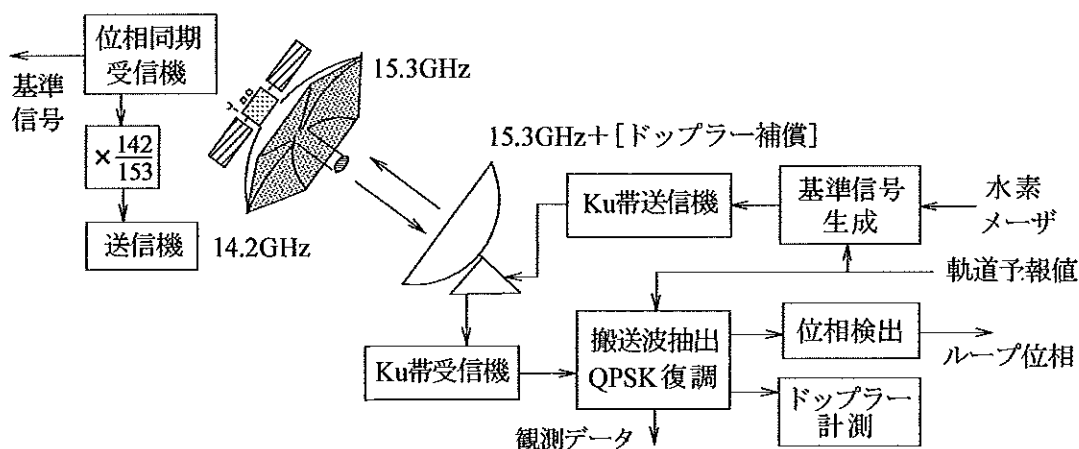 位相同期
受信機
基準
信号
×142/153
送信機
14.2GHz
15.3GHz
15.3GHz+[ドップラー補償]
Ku帯送信機
基準信号
生成
水素
メーザ
軌道予報値
Ku帯受信機
搬送波抽出
QPSK復調
位相検出
ループ位相
ドップラー
計測
観測データ